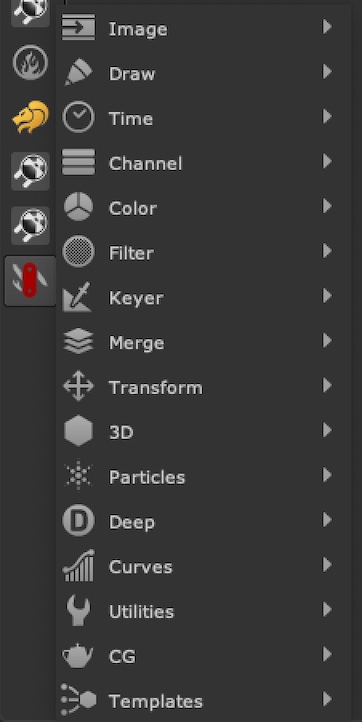 Image
Draw
Time
Channel
Color
Filter
Keyer
Merge
Transform
3D
Particles
D
Deep
Curves
Utilities
CG
Templates